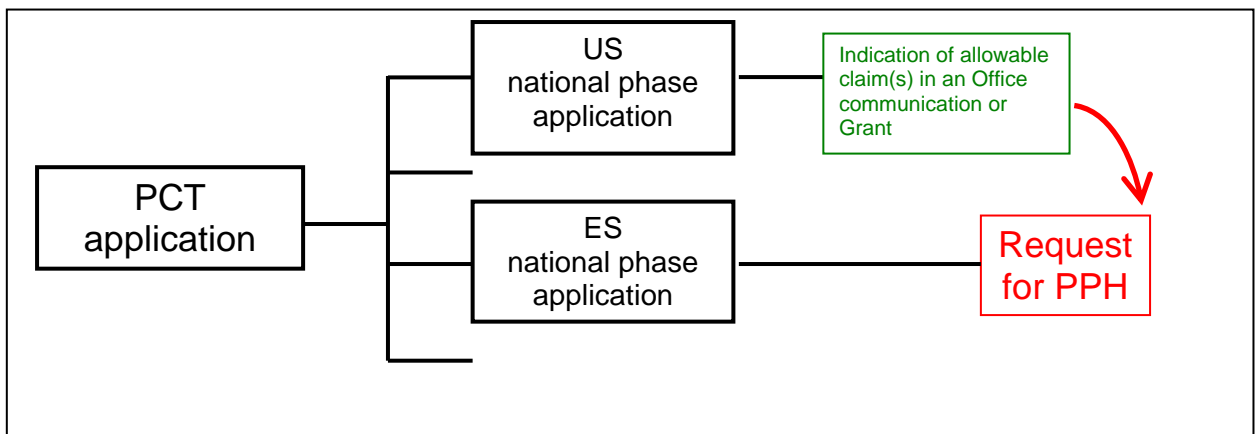 US
national phase
application
Indication of allowable
claim(s) in an Office
communication or
Grant
PCT
application
ES
national phase
application
Request
for PPH